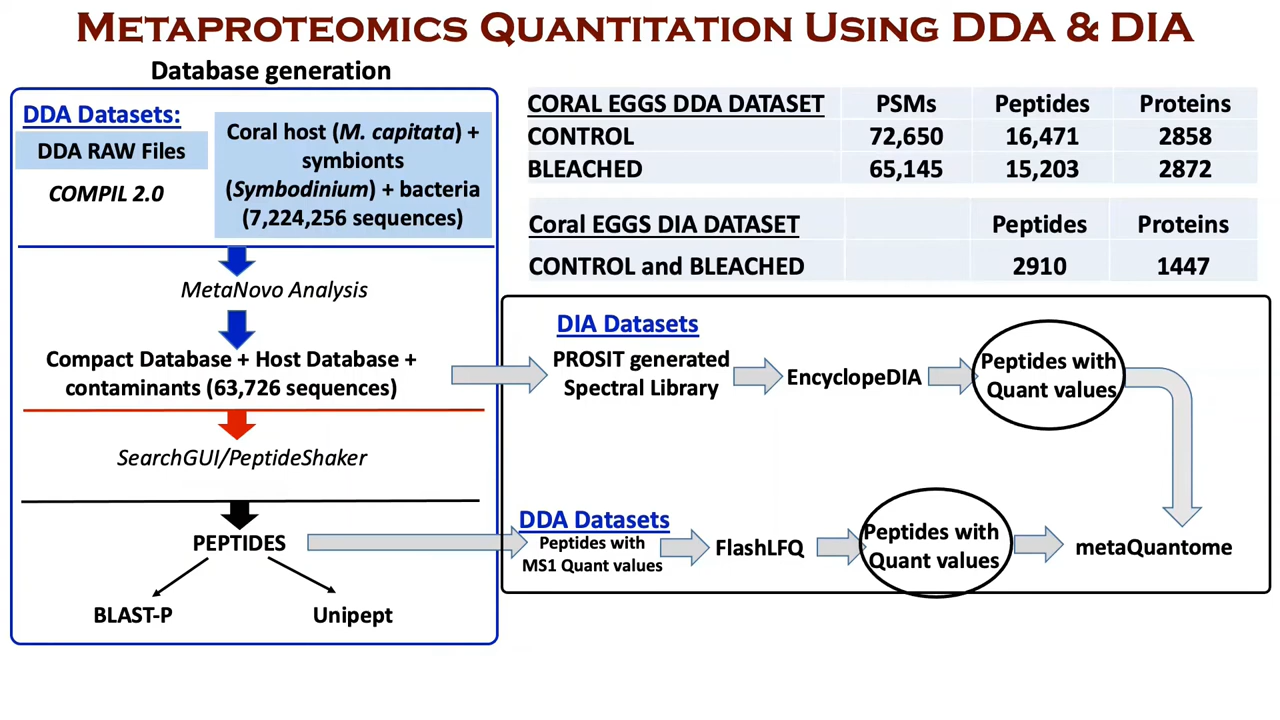 METAPROTEOMICS QUANTITATION USING DDA & DIA
Database generation
DDA Datasets:
DDA RAW Files
COMPIL 2.0
Coral host (M. capitata) +
symbionts
(Symbodinium) + bacteria
(7,224,256 sequences)
MetaNovo Analysis
Compact Database + Host Database +
contaminants (63,726 sequences)
SearchGUI/PeptideShaker
PEPTIDES
BLAST-P Unipept
CORAL EGGS DDA DATASET PSMs Peptides Proteins
CONTROL 72,650 16,471 2858
BLEACHED 65,145 15,203 2872
Coral EGGS DIA DATASET Peptides Proteins
CONTROL and BLEACHED 2910 1447
DIA Datasets
PROSIT generated
Spectral Library
EncyclopeDIA
Peptides with
Quant values
DDA Datasets
Peptides with
MS1 Quant values
FlashLFQ
Peptides with
Quant values
metaQuantome